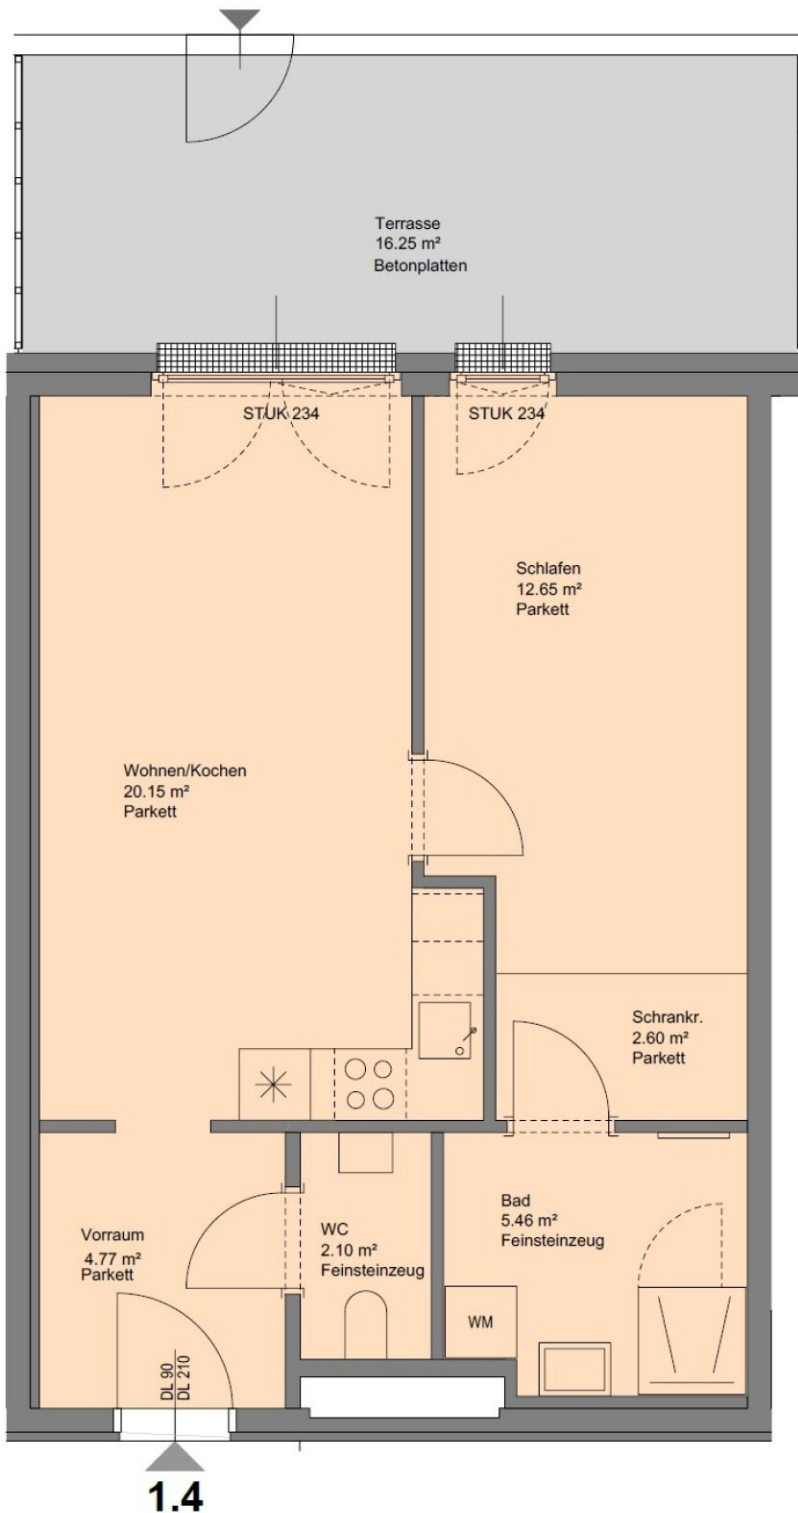 Terrasse
16.25 m²
Betonplatten
STUK 234
STUK 234
Schlafen
12.65 m²
Parkett
Wohnen/Kochen
20.15 m²
Parkett
Schrankr.
2.60 m²
Parkett
Bad
5.46 m²
Feinsteinzeug
WC
2.10 m²
Feinsteinzeug
Vorraum
4.77 m²
Parkett
WM
DL 90
DL 210
1.4